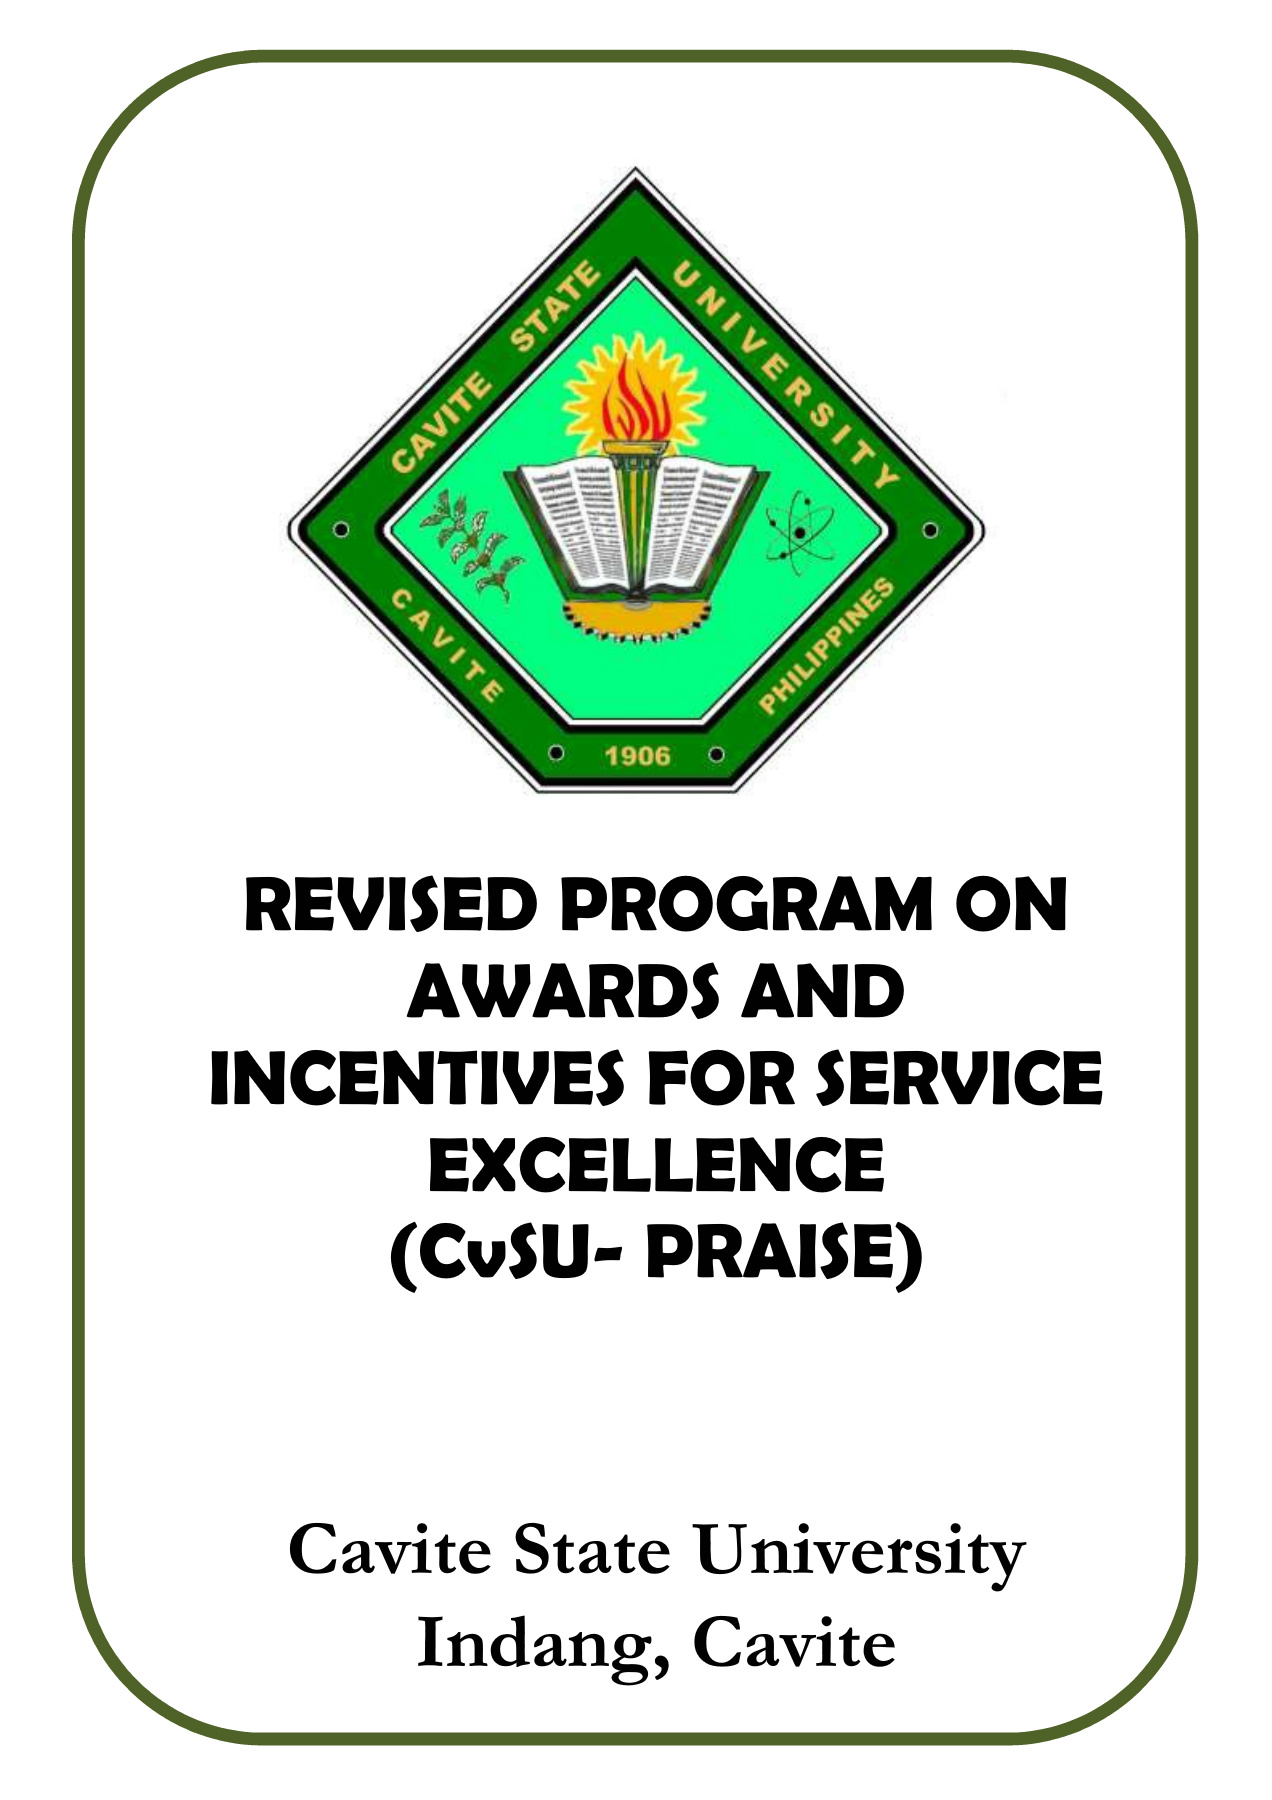 CAVITE STATE UNIVERSITY
CAVITE
PHILIPPINES
1906
REVISED PROGRAM ON
AWARDS AND
INCENTIVES FOR SERVICE
EXCELLENCE
(CvSU- PRAISE)
Cavite State University
Indang, Cavite